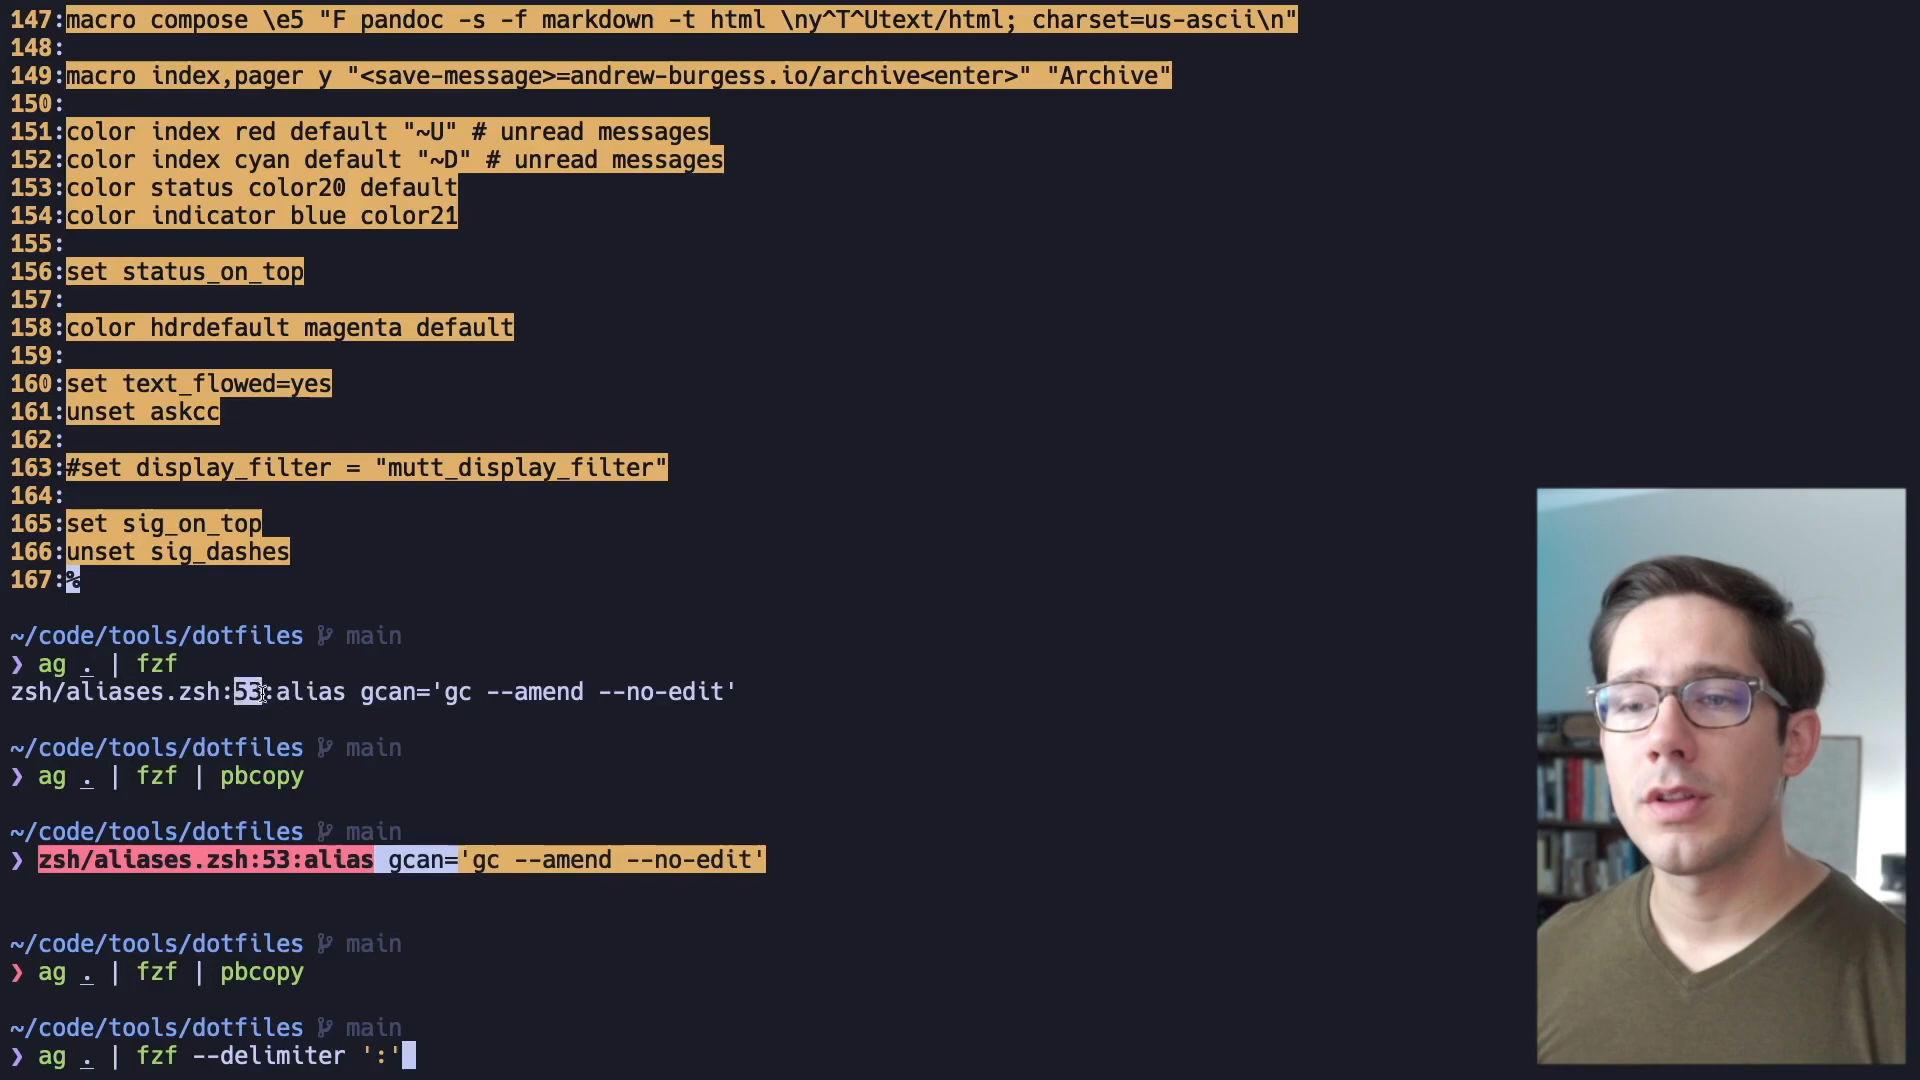 147:macro compose \e5 "F pandoc -s -f markdown -t html \ny^T^Utext/html; charset=us-ascii\n"
148:
149:macro index,pager y "<save-message>=andrew-burgess.io/archive<enter>" "Archive"
150:
151:color index red default "~U" # unread messages
152:color index cyan default "~D" # unread messages
153:color status color20 default
154:color indicator blue color21
155:
156:set status_on_top
157:
158:color hdrdefault magenta default
159:
160:set text_flowed=yes
161:unset askcc
162:
163:#set display_filter = "mutt_display_filter"
164:
165:set sig_on_top
166:unset sig_dashes
167:%
~/code/tools/dotfiles main
❯ ag . | fzf
zsh/aliases.zsh:53:alias gcan='gc --amend --no-edit'
~/code/tools/dotfiles main
❯ ag . | fzf | pbcopy
~/code/tools/dotfiles main
❯ zsh/aliases.zsh:53:alias gcan='gc --amend --no-edit'
~/code/tools/dotfiles main
❯ ag . | fzf | pbcopy
~/code/tools/dotfiles main
❯ ag . | fzf --delimiter ':'